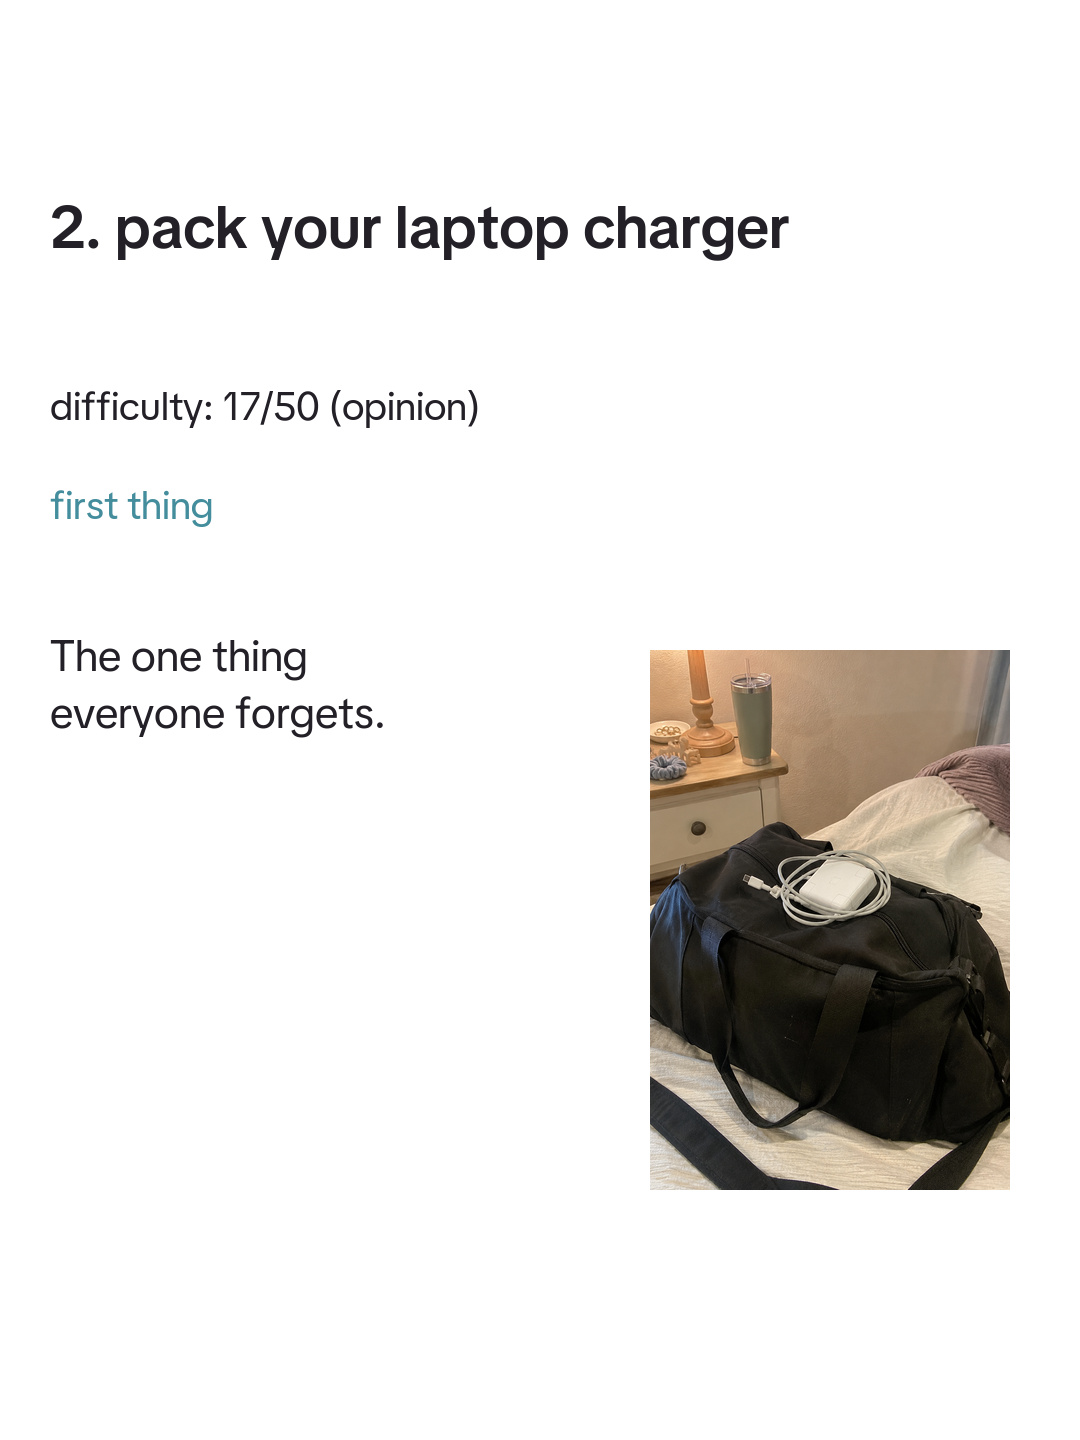 2. pack your laptop charger
difficulty: 17/50 (opinion)
first thing
The one thing
everyone forgets.